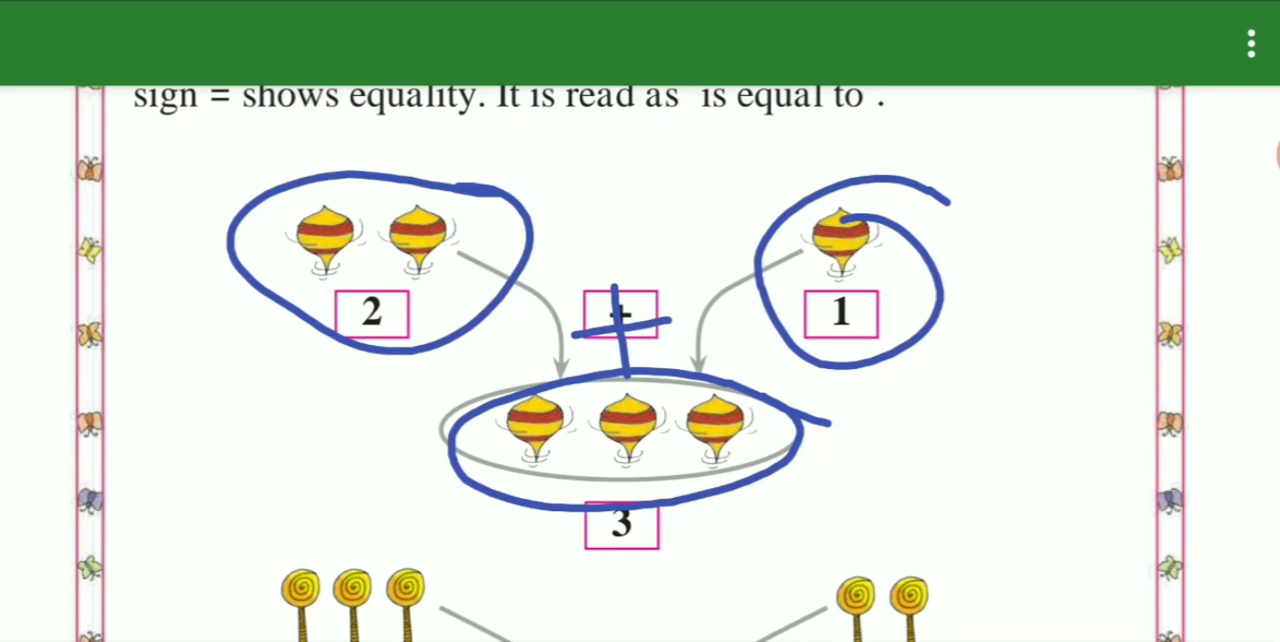 sign = shows equality. It is read as is equal to .
2 + 1
3